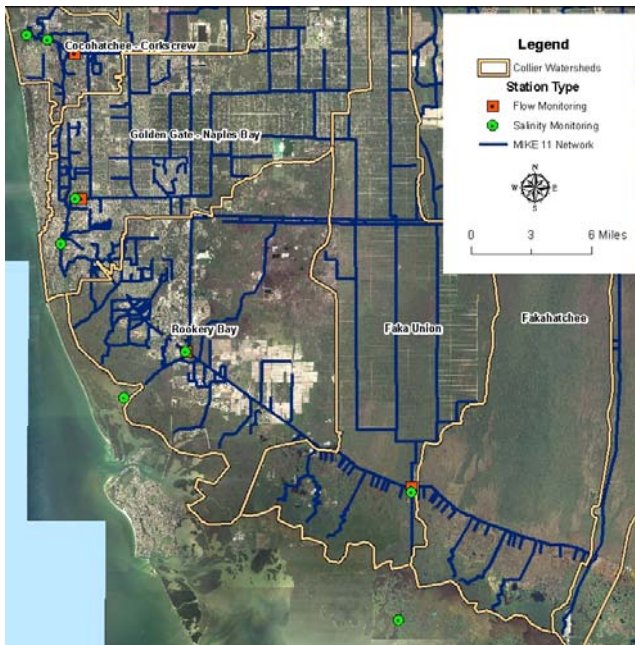 Cocohatchee - Corkscrew
Legend
Collier Watersheds
Station Type
Flow Monitoring
Salinity Monitoring
MIKE 11 Network
N
W E
S
0 3 6 Miles
Golden Gate - Naples Bay
Rookery Bay
Faka Union
Fakahatchee